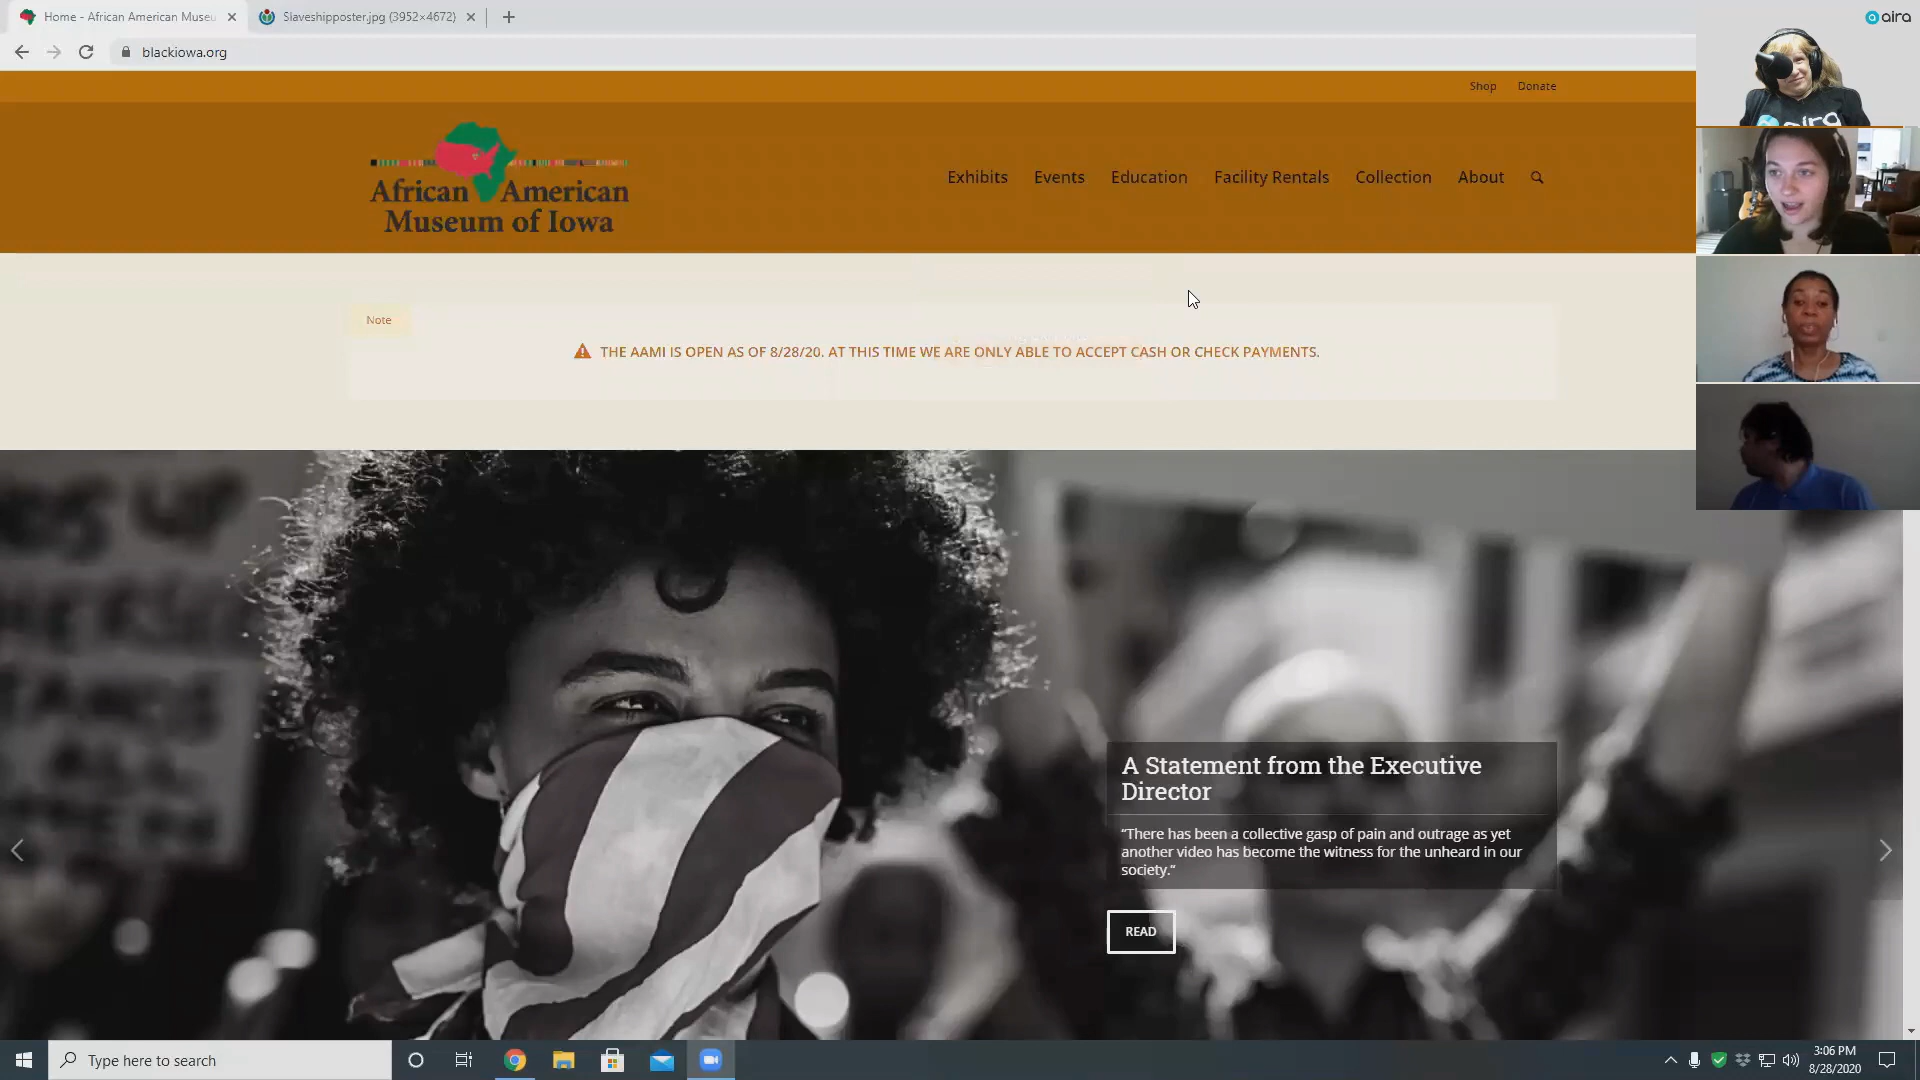 Home - African American Museu
Slaveshipposter.jpg (3952×4672)
aira
blackiowa.org
Shop
Donate
African American
Museum of Iowa
Exhibits
Events
Education
Facility Rentals
Collection
About
Note
THE AAMI IS OPEN AS OF 8/28/20. AT THIS TIME WE ARE ONLY ABLE TO ACCEPT CASH OR CHECK PAYMENTS.
A Statement from the Executive
Director
“There has been a collective gasp of pain and outrage as yet
another video has become the witness for the unheard in our
society.“
READ
Type here to search
3:06 PM
8/28/2020